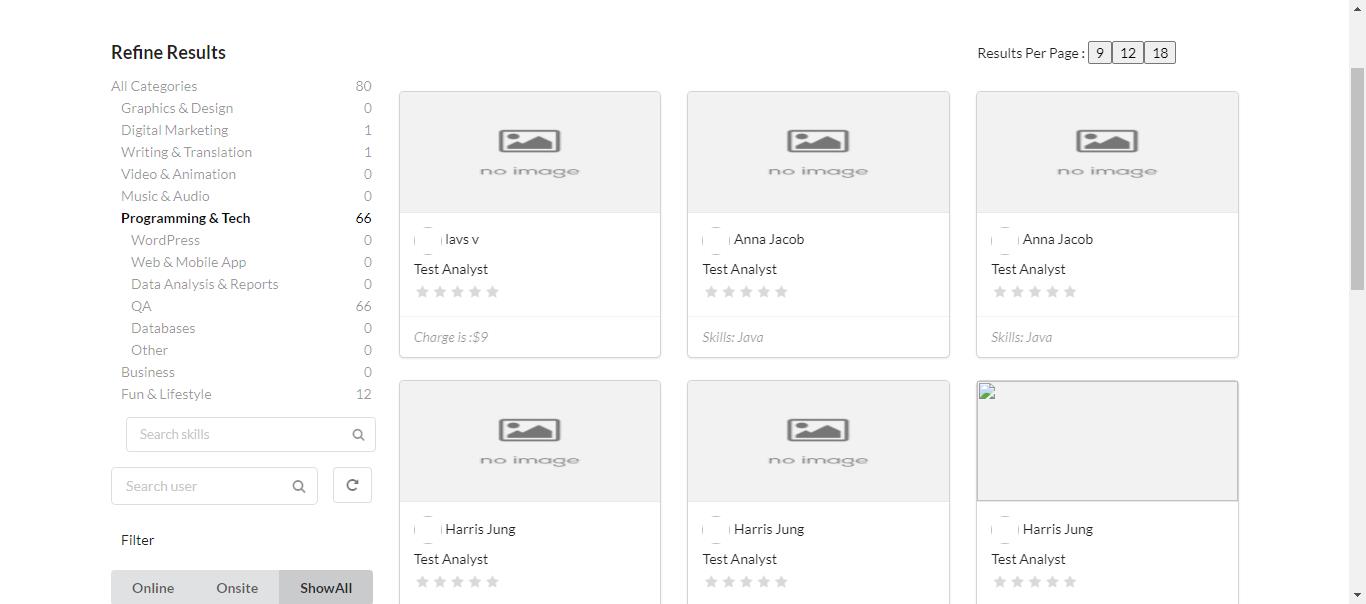 Refine Results
Results Per Page : 9 12 18
All Categories 80
Graphics & Design 0
Digital Marketing 1
Writing & Translation 1
Video & Animation 0
Music & Audio 0
Programming & Tech 66
WordPress 0
Web & Mobile App 0
Data Analysis & Reports 0
QA 66
Databases 0
Other 0
Business 0
Fun & Lifestyle 12
Search skills
Search user
Filter
Online Onsite ShowAll
no image
lavs v
Test Analyst
Charge is :$9
no image
Anna Jacob
Test Analyst
Skills: Java
no image
Anna Jacob
Test Analyst
Skills: Java
no image
Harris Jung
Test Analyst
no image
Harris Jung
Test Analyst
Harris Jung
Test Analyst